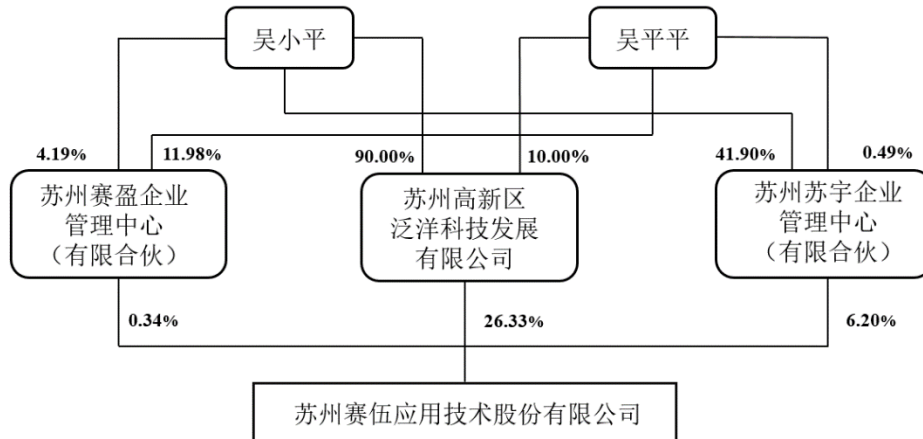 吴小平
吴平平
4.19%
11.98%
90.00%
10.00%
41.90%
0.49%
苏州赛盈企业
管理中心
（有限合伙）
苏州高新区
泛洋科技发展
有限公司
苏州苏宇企业
管理中心
（有限合伙）
0.34%
26.33%
6.20%
苏州赛伍应用技术股份有限公司